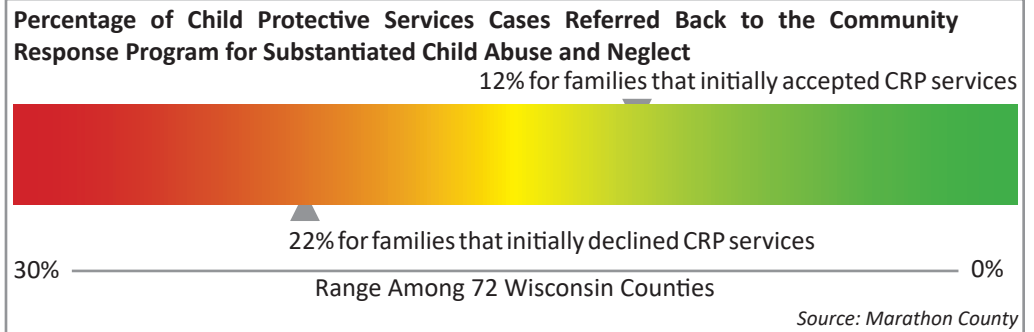 Percentage of Child Protective Services Cases Referred Back to the Community
Response Program for Substantiated Child Abuse and Neglect
12% for families that initially accepted CRP services
22% for families that initially declined CRP services
30% 0%
Range Among 72 Wisconsin Counties
Source: Marathon County